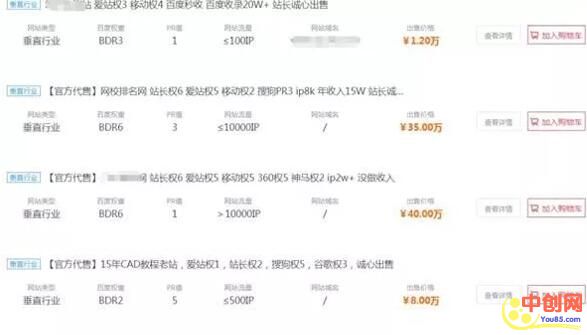 站 爱站权3 移动权4 百度秒收 百度收录20W+ 站长诚心出售
网站类型 百度权重 PR值 网站流量 网站域名 出售价格
垂直行业 BDR3 1 ≤100IP ￥1.20万 查看详情 加入购物车
垂直行业 【官方代售】网校排名网 站长权6 爱站权5 移动权2 搜狗PR3 ip8k 年收入15W 站长诚...
网站类型 百度权重 PR值 网站流量 网站域名 出售价格
垂直行业 BDR6 3 ≤10000IP / ￥35.00万 查看详情 加入购物车
垂直行业 【官方代售】 网 站长权6 爱站权5 移动权5 360权5 神马权2 ip2w+ 没做收入
网站类型 百度权重 PR值 网站流量 网站域名 出售价格
垂直行业 BDR6 1 >10000IP / ￥40.00万 查看详情 加入购物车
垂直行业 【官方代售】15年CAD教程老站，爱站权1，站长权2，搜狗权5，谷歌权3，诚心出售
网站类型 百度权重 PR值 网站流量 网站域名 出售价格
垂直行业 BDR2 5 ≤500IP / ￥8.00万 查看详情 加入购物车
中创网
You85.com